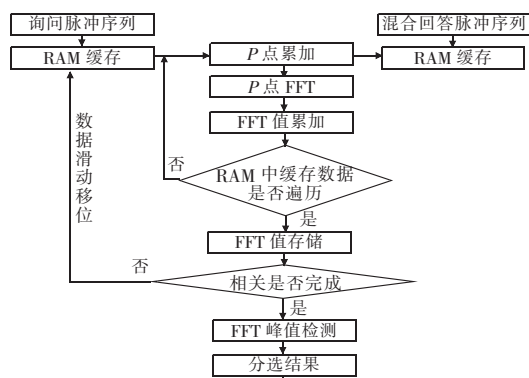 询问脉冲序列
混合回答脉冲序列
RAM 缓存
P 点累加
RAM 缓存
P 点 FFT
FFT 值累加
数据滑动移位
否
RAM 中缓存数据
是否遍历
是
FFT 值存储
否
相关是否完成
是
FFT 峰值检测
分选结果